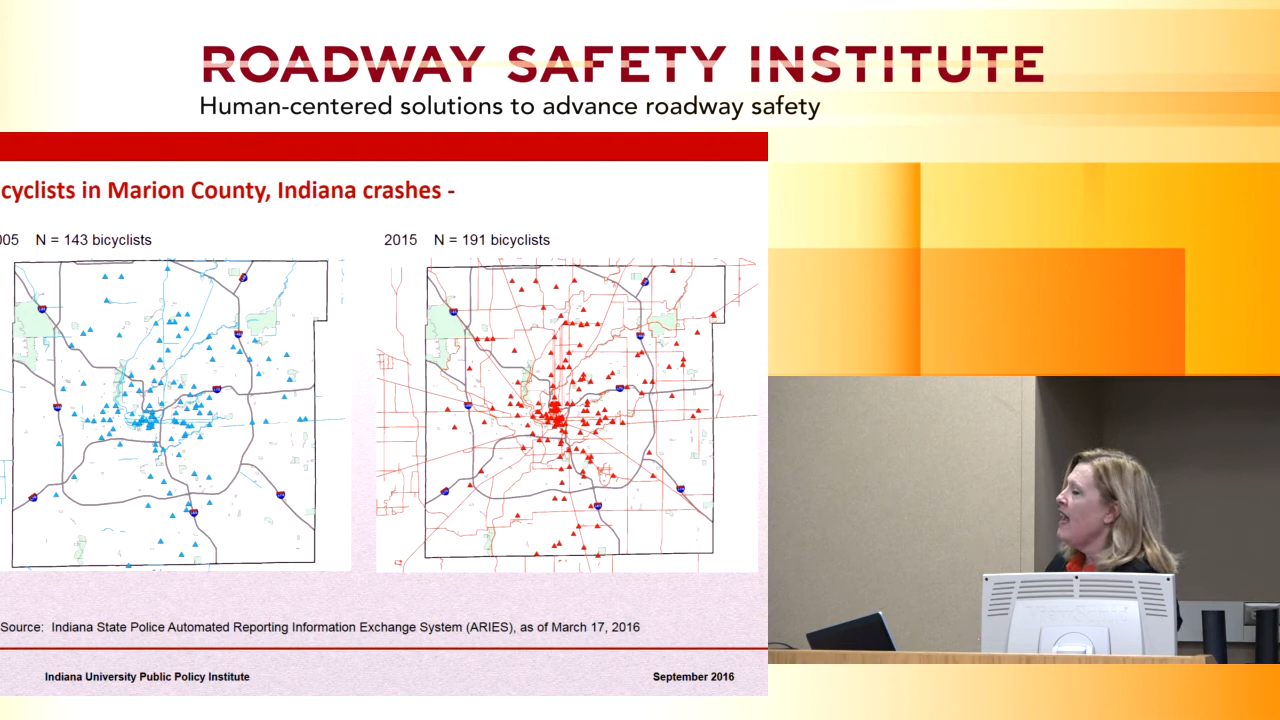 ROADWAY SAFETY INSTITUTE
Human-centered solutions to advance roadway safety
cyclists in Marion County, Indiana crashes -
005 N = 143 bicyclists
2015 N = 191 bicyclists
Source: Indiana State Police Automated Reporting Information Exchange System (ARIES), as of March 17, 2016
Indiana University Public Policy Institute
September 2016